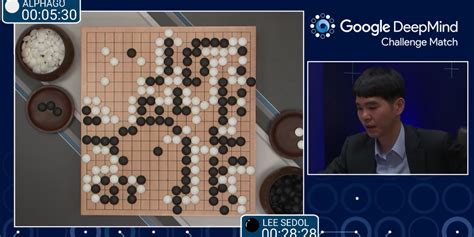 ALPHAGO
00:05:30
Google DeepMind
Challenge Match
LEE SEDOL
00:28:28